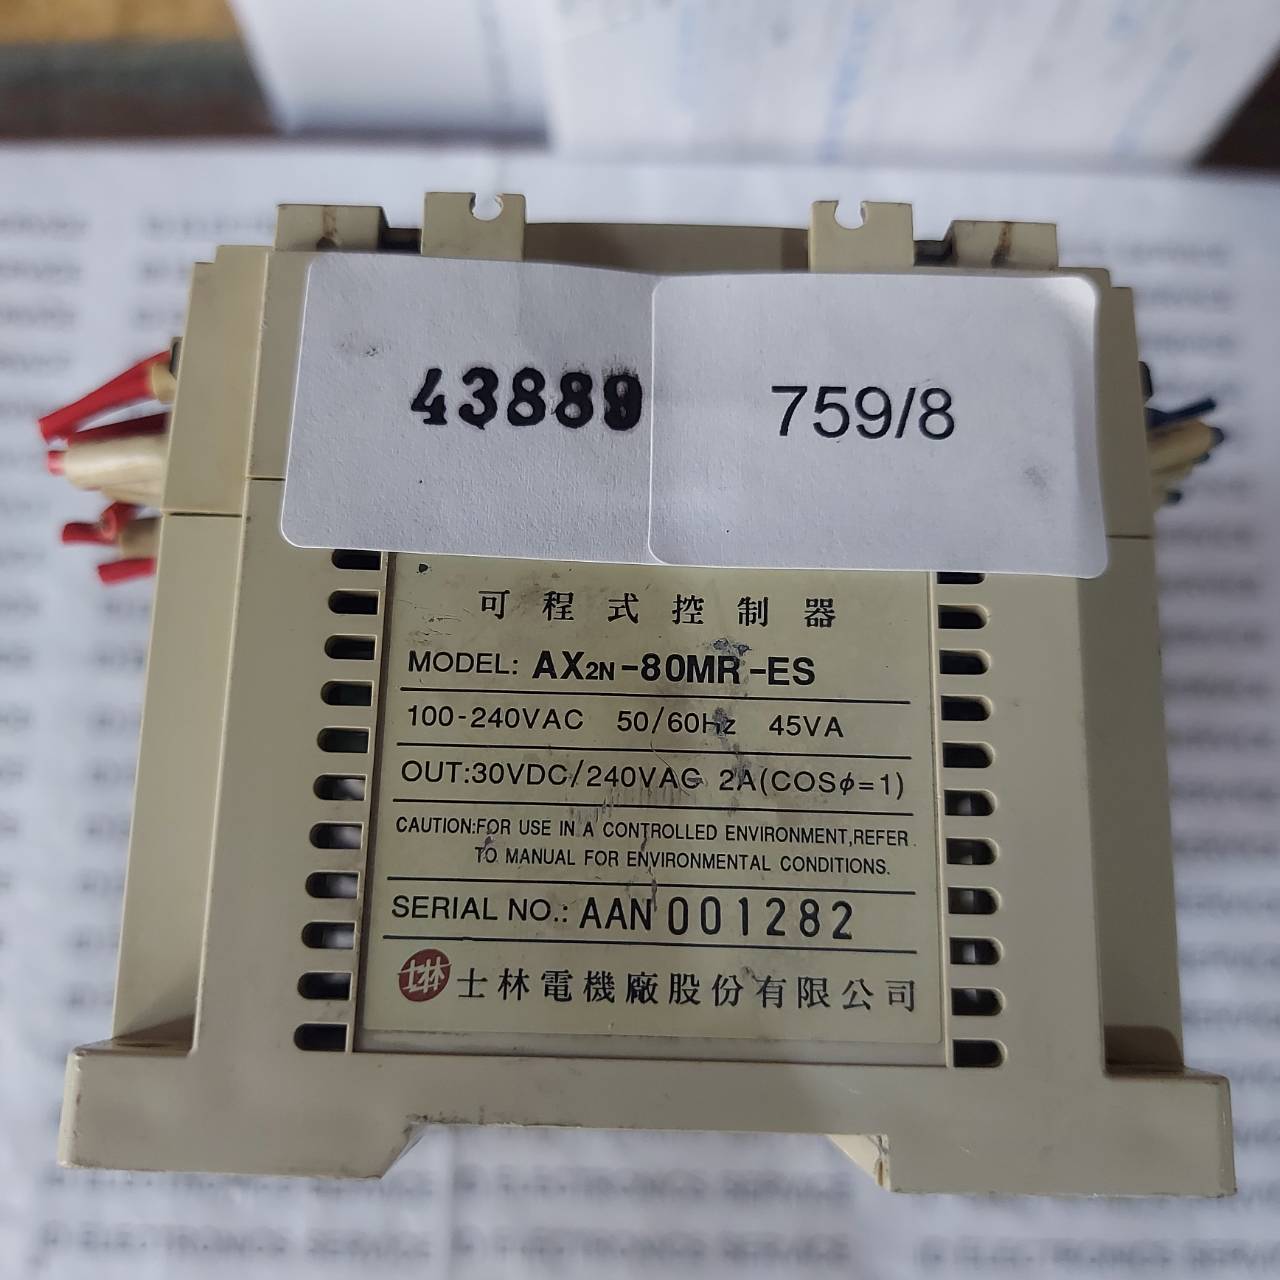 43889
759/8
可程式控制器
MODEL: AX2N-80MR-ES
100-240VAC 50/60Hz 45VA
OUT:30VDC/240VAC 2A(COSϕ=1)
CAUTION:FOR USE IN A CONTROLLED ENVIRONMENT,REFER
TO MANUAL FOR ENVIRONMENTAL CONDITIONS.
SERIAL NO.: AAN001282
士林 士林電機廠股份有限公司